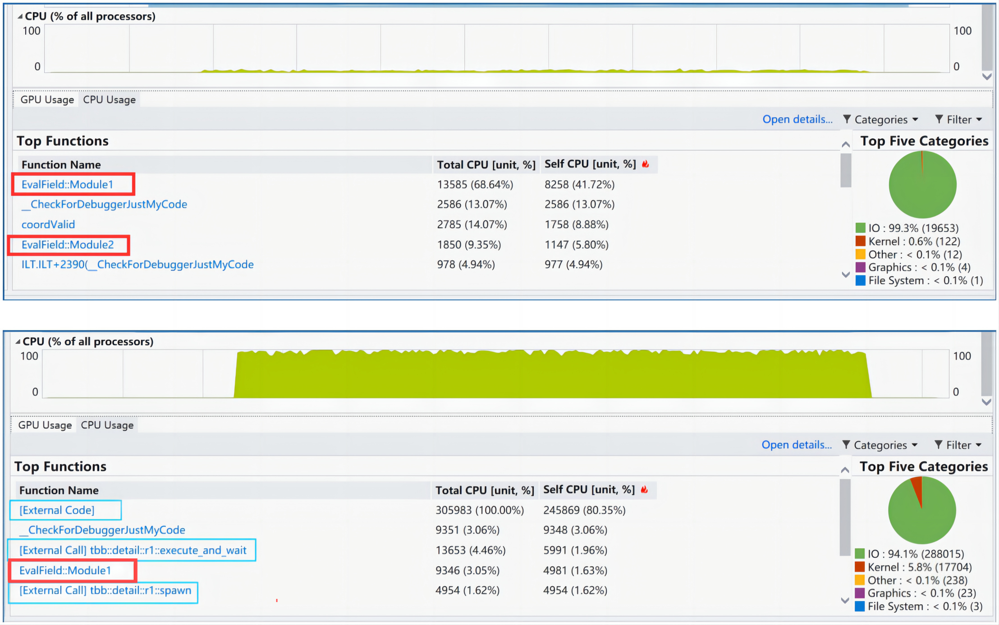 CPU (% of all processors)
100 100
0 0
GPU Usage CPU Usage
Open details... Categories Filter
Top Functions
Function Name Total CPU [unit, %] Self CPU [unit, %]
EvalField::Module1 13585 (68.64%) 8258 (41.72%)
__CheckForDebuggerJustMyCode 2586 (13.07%) 2586 (13.07%)
coordValid 2785 (14.07%) 1758 (8.88%)
EvalField::Module2 1850 (9.35%) 1147 (5.80%)
ILT.ILT+2390(__CheckForDebuggerJustMyCode 978 (4.94%) 977 (4.94%)
Top Five Categories
IO : 99.3% (19653)
Kernel : 0.6% (122)
Other : < 0.1% (12)
Graphics : < 0.1% (4)
File System : < 0.1% (1)
CPU (% of all processors)
100 100
0 0
GPU Usage CPU Usage
Open details... Categories Filter
Top Functions
Function Name Total CPU [unit, %] Self CPU [unit, %]
[External Code] 305983 (100.00%) 245869 (80.35%)
__CheckForDebuggerJustMyCode 9351 (3.06%) 9348 (3.06%)
[External Call] tbb::detail::r1::execute_and_wait 13653 (4.46%) 5991 (1.96%)
EvalField::Module1 9346 (3.05%) 4981 (1.63%)
[External Call] tbb::detail::r1::spawn 4954 (1.62%) 4954 (1.62%)
Top Five Categories
IO : 94.1% (288015)
Kernel : 5.8% (17704)
Other : < 0.1% (238)
Graphics : < 0.1% (23)
File System : < 0.1% (3)